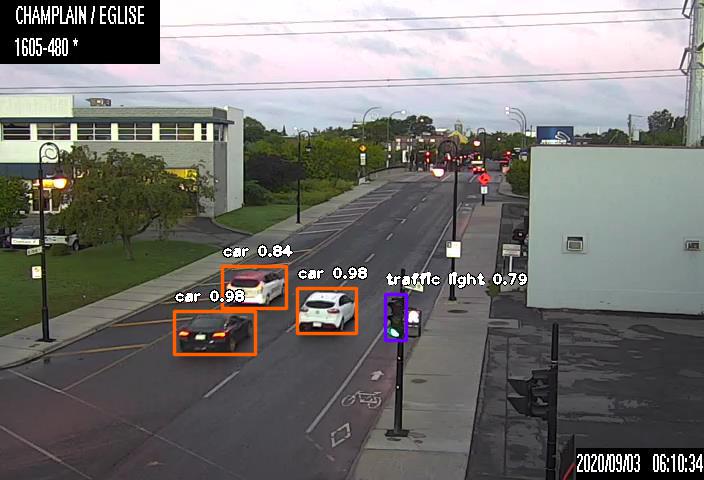 CHAMPLAIN / EGLISE
1605-480 *
car 0.84
car 0.98
car 0.98
traffic light 0.79
2020/09/03 06:10:34